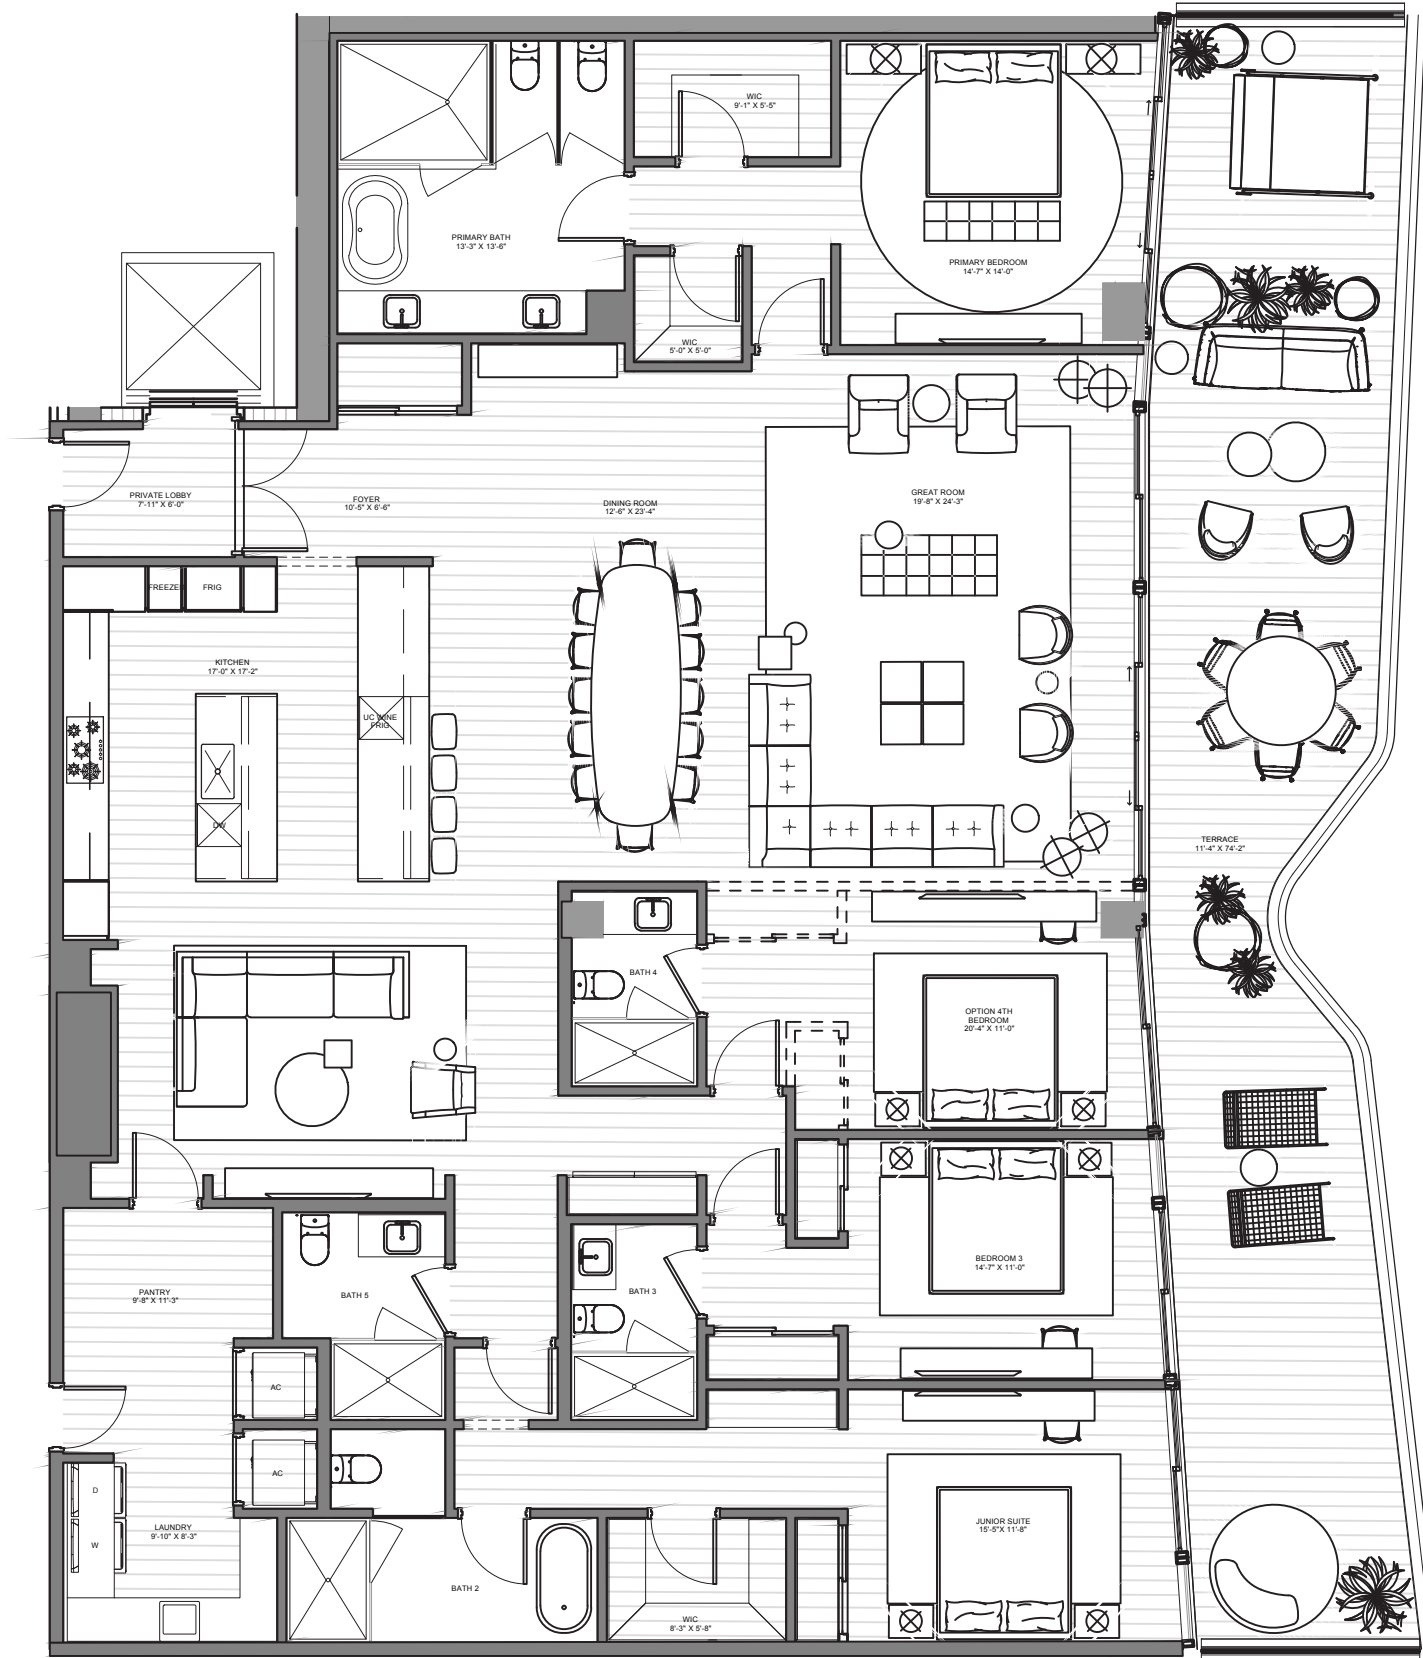 WIC
9'-1" X 5'-5"
PRIMARY BATH
13'-3" X 13'-6"
PRIMARY BEDROOM
14'-7" X 14'-0"
WIC
5'-0" X 5'-0"
PRIVATE LOBBY
7'-11" X 6'-0"
FOYER
10'-5" X 6'-6"
DINING ROOM
12'-6" X 23'-4"
GREAT ROOM
19'-8" X 24'-3"
FREEZER
FRIG
KITCHEN
17'-0" X 17'-2"
UC WINE
FRIG
DW
TERRACE
11'-4" X 74'-2"
BATH 4
OPTION 4TH
BEDROOM
20'-4" X 11'-0"
BEDROOM 3
14'-7" X 11'-0"
PANTRY
9'-8" X 11'-3"
BATH 5
BATH 3
AC
AC
D
W
LAUNDRY
9'-10" X 8'-3"
JUNIOR SUITE
15'-5"X 11'-8"
BATH 2
WIC
8'-3" X 5'-8"